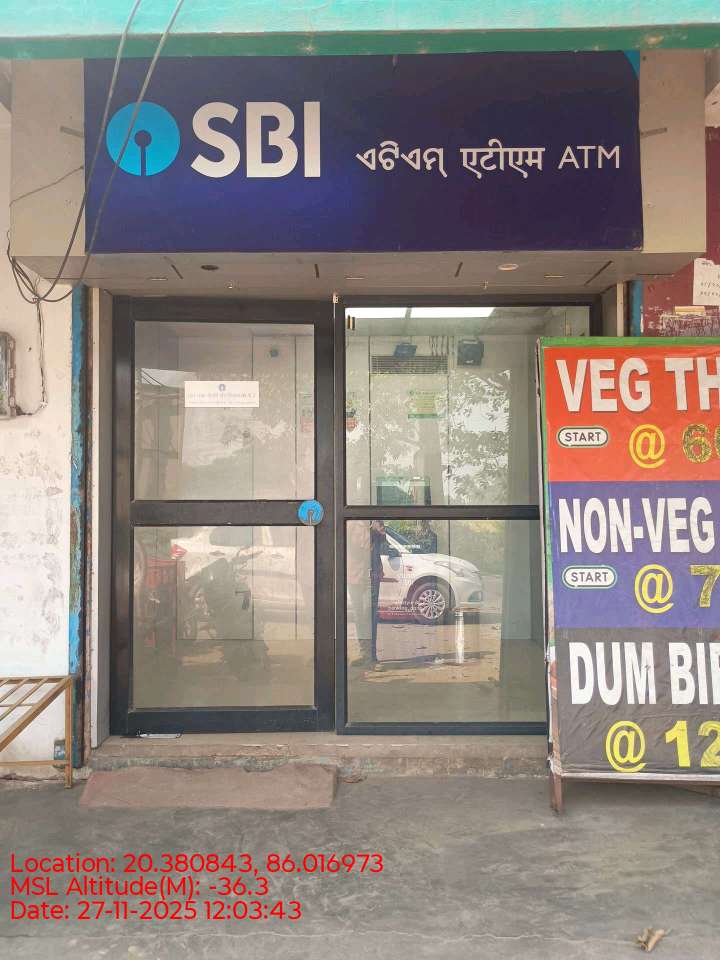 SBI
ଏଟିଏମ୍ एटीएम ATM
VEG TH
START @ 60
NON-VEG
START @ 7
DUM BI
@ 12
Location: 20.380843, 86.016973
MSL Altitude(M): -36.3
Date: 27-11-2025 12:03:43